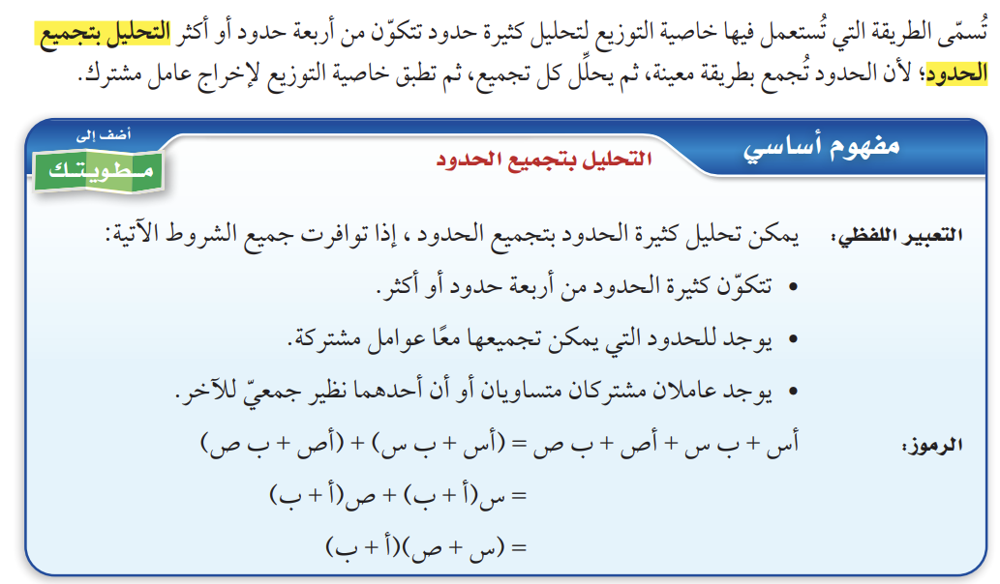 تُسمّى الطريقة التي تُستعمل فيها خاصية التوزيع لتحليل كثيرة حدود تتكوّن من أربعة حدود أو أكثر التحليل بتجميع
الحدود؛ لأن الحدود تُجمع بطريقة معينة، ثم يحلِّل كل تجميع، ثم تطبق خاصية التوزيع لإخراج عامل مشترك.
مفهوم أساسي
أضف إلى
مـطويـتـك
التحليل بتجميع الحدود
التعبير اللفظي: يمكن تحليل كثيرة الحدود بتجميع الحدود ، إذا توافرت جميع الشروط الآتية:
• تتكوّن كثيرة الحدود من أربعة حدود أو أكثر.
• يوجد للحدود التي يمكن تجميعها معًا عوامل مشتركة.
• يوجد عاملان مشتركان متساويان أو أن أحدهما نظير جمعيّ للآخر.
الرموز: أس + ب س + أص + ب ص = (أس + ب س) + (أص + ب ص)
= س(أ + ب) + ص(أ + ب)
= (س + ص)(أ + ب)